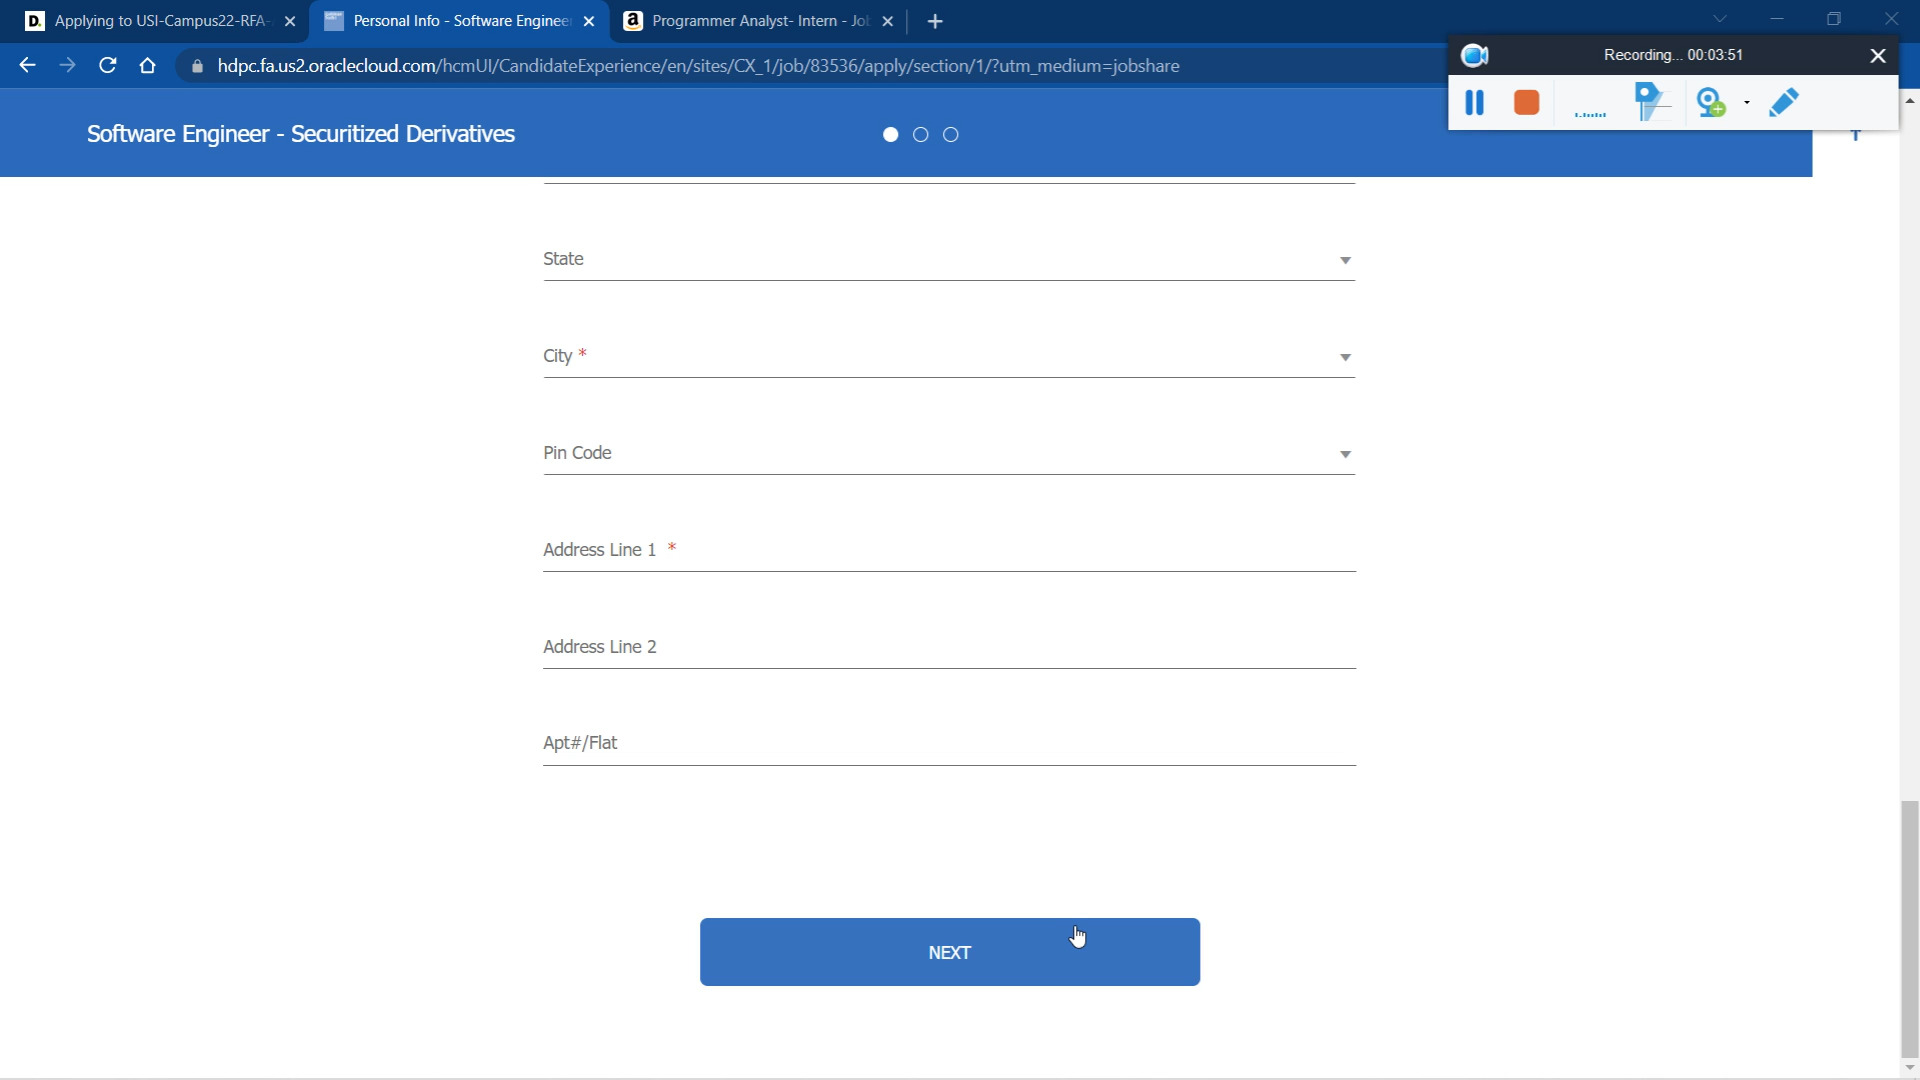 Applying to USI-Campus22-RFA-
Personal Info - Software Enginee
Programmer Analyst- Intern - Jo
hdpc.fa.us2.oraclecloud.com/hcmUI/CandidateExperience/en/sites/CX_1/job/83536/apply/section/1/?utm_medium=jobshare
Recording... 00:03:51
Software Engineer - Securitized Derivatives
State
City *
Pin Code
Address Line 1 *
Address Line 2
Apt#/Flat
NEXT